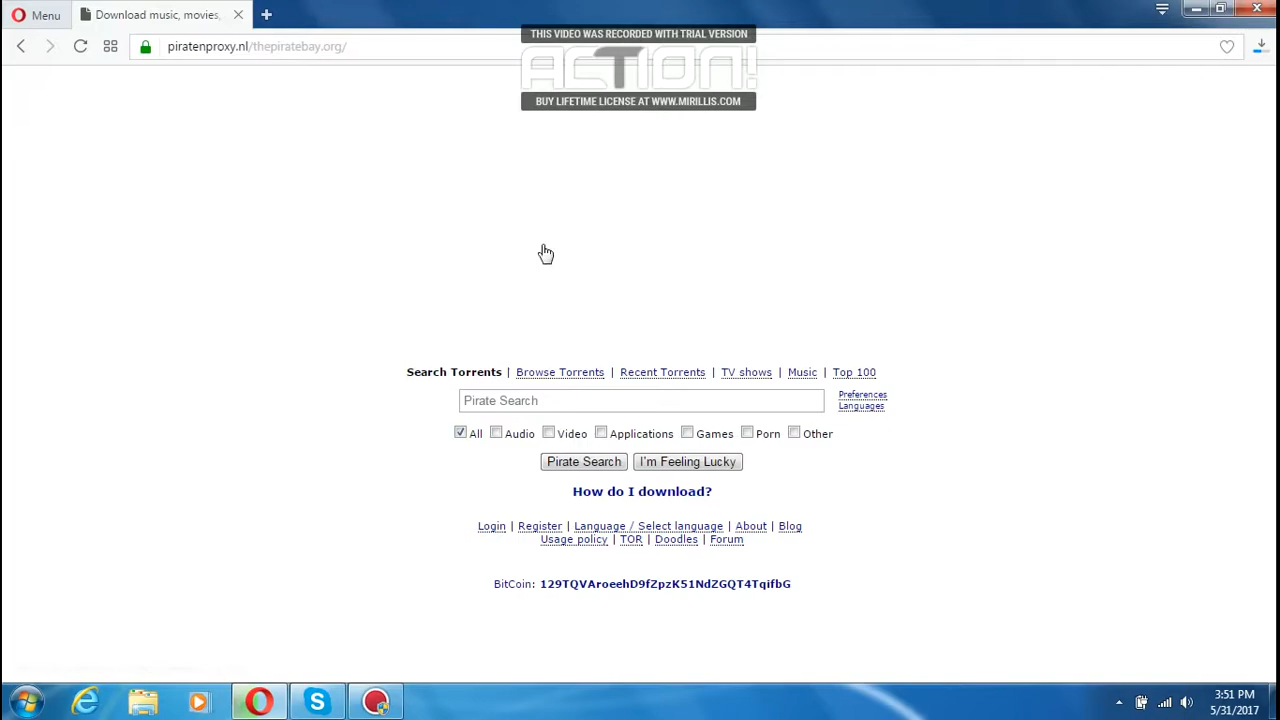 Menu
Download music, movies,
piratenproxy.nl/thepiratebay.org/
THIS VIDEO WAS RECORDED WITH TRIAL VERSION
ACTION!
BUY LIFETIME LICENSE AT WWW.MIRILLIS.COM
Search Torrents | Browse Torrents | Recent Torrents | TV shows | Music | Top 100
Pirate Search
Preferences
Languages
All Audio Video Applications Games Porn Other
Pirate Search I'm Feeling Lucky
How do I download?
Login | Register | Language / Select language | About | Blog
Usage policy | TOR | Doodles | Forum
BitCoin: 129TQVAroeehD9fZpzK51NdZGQT4TqifbG
3:51 PM
5/31/2017